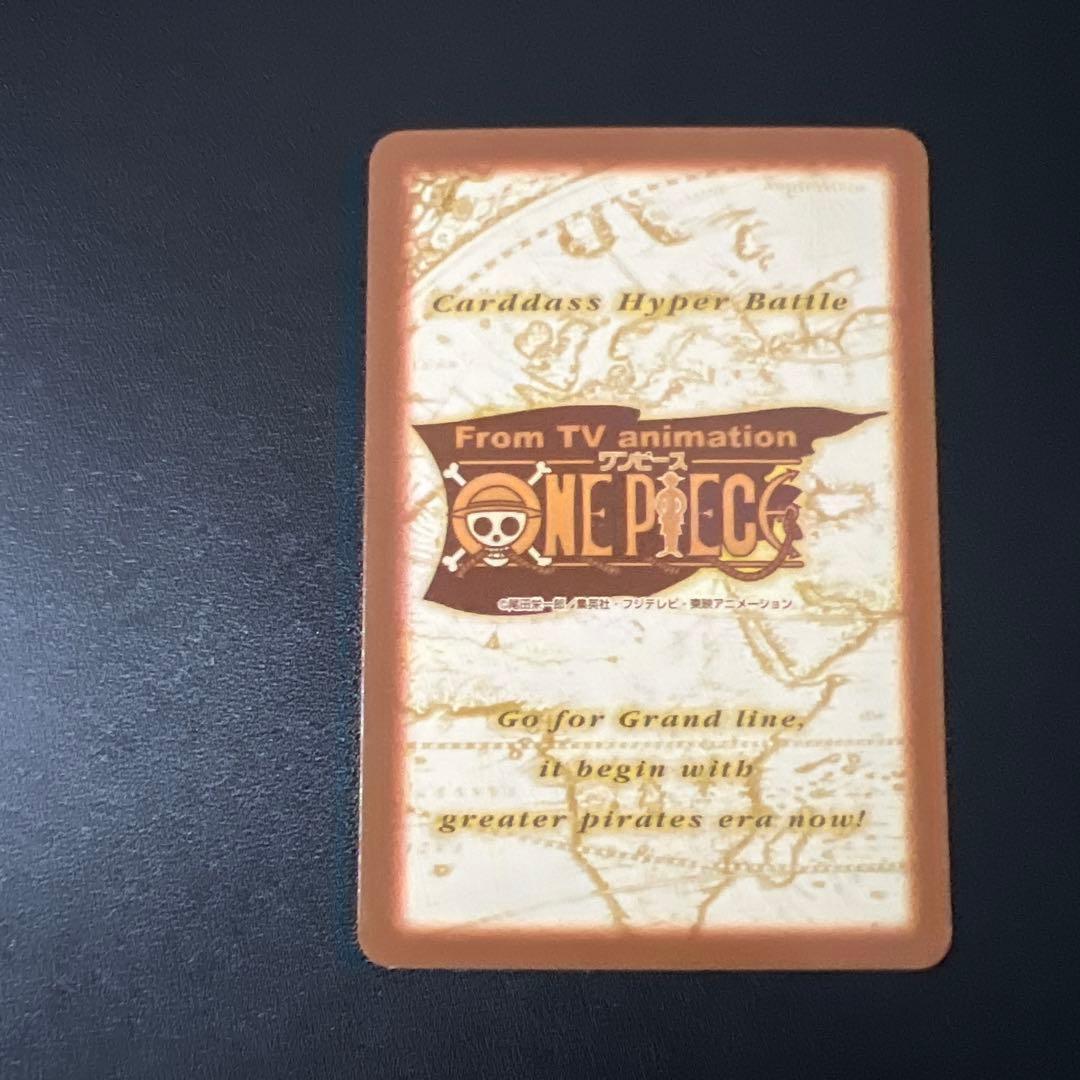 Carddass Hyper Battle
From TV animation
ワンピース
ONE PIECE
©尾田栄一郎/集英社・フジテレビ・東映アニメーション
Go for Grand line,
it begin with
greater pirates era now!